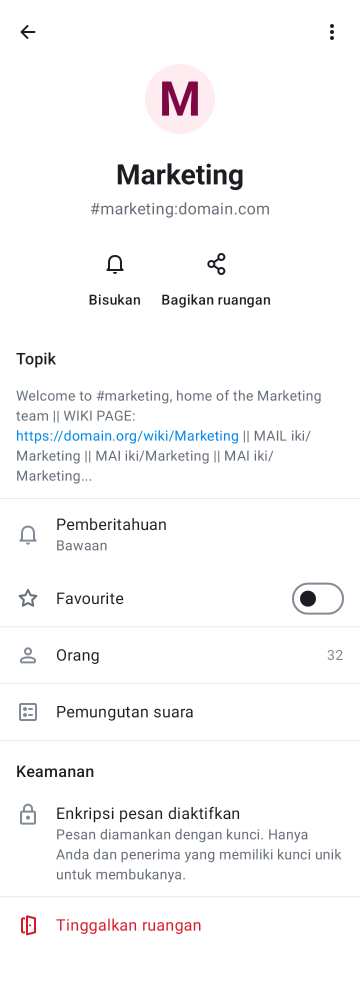 M
Marketing
#marketing:domain.com
Bisukan
Bagikan ruangan
Topik
Welcome to #marketing, home of the Marketing
team || WIKI PAGE:
https://domain.org/wiki/Marketing || MAIL iki/
Marketing || MAI iki/Marketing || MAI iki/
Marketing...
Pemberitahuan
Bawaan
Favourite
Orang
32
Pemungutan suara
Keamanan
Enkripsi pesan diaktifkan
Pesan diamankan dengan kunci. Hanya
Anda dan penerima yang memiliki kunci unik
untuk membukanya.
Tinggalkan ruangan